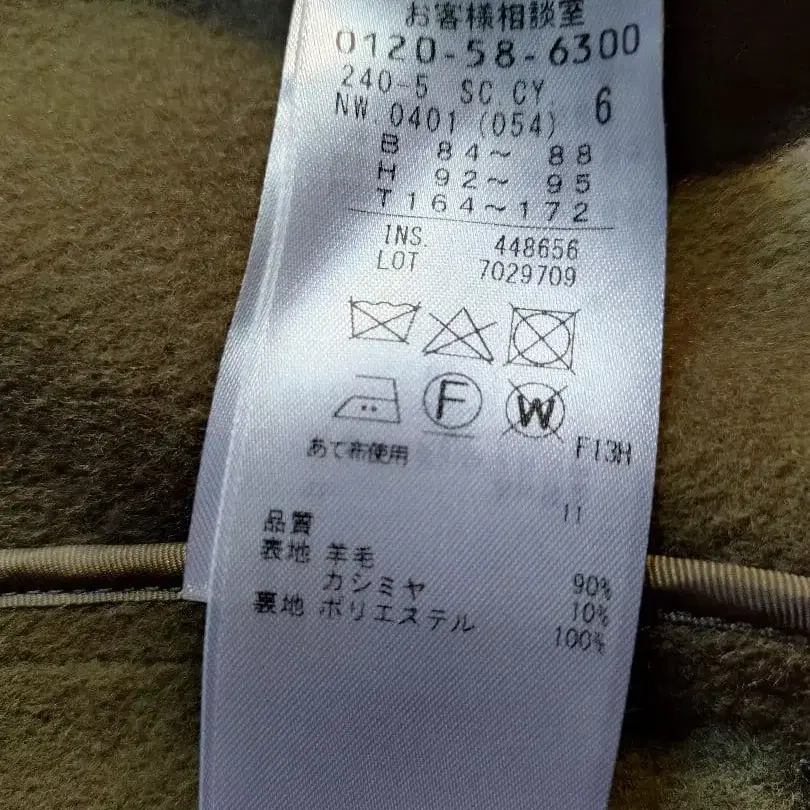 お客様相談室
0120-58-6300
240-5 SC.CY. 6
NW.0401 (054)
B 84～ 88
H 92～ 95
T 164～172
INS. 448656
LOT 7029709
F
W
あて布使用
F13H
11
品質
表地 羊毛 90%
カシミヤ 10%
裏地 ポリエステル 100%